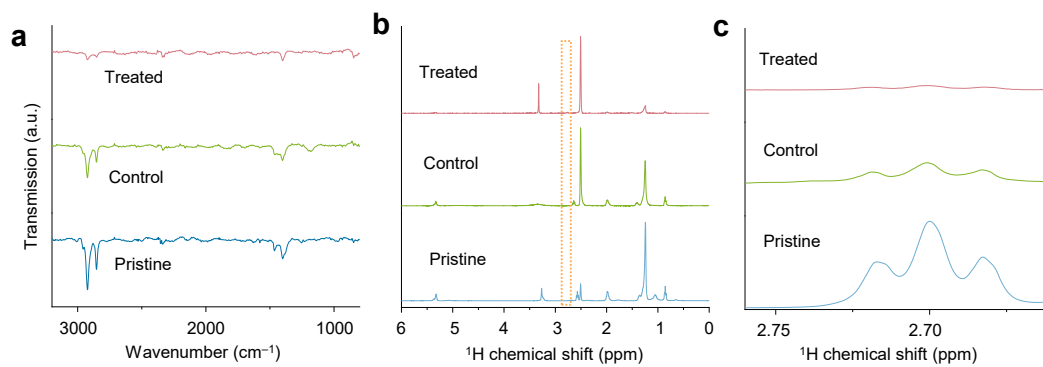 a
Transmission (a.u.)
Treated
Control
Pristine
3200
2000
1000
Wavenumber (cm⁻¹)
b
Treated
Control
Pristine
6
5
4
3
2
1
0
¹H chemical shift (ppm)
c
Treated
Control
Pristine
2.75
2.70
¹H chemical shift (ppm)